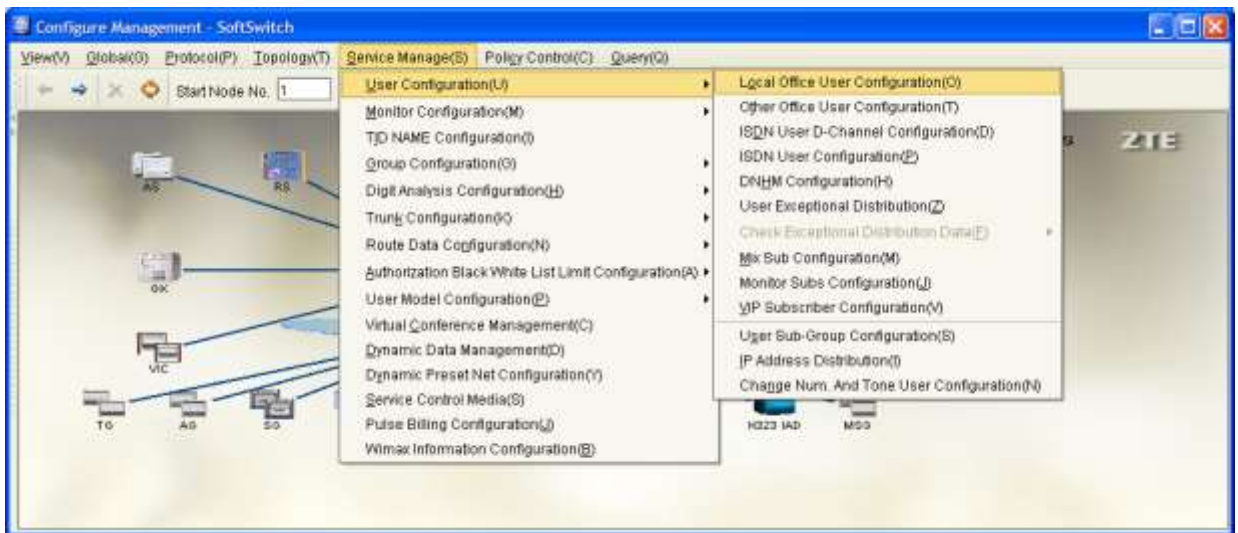 Configure Management - SoftSwitch
View(V) Global(G) Protocol(P) Topology(T) Service Manage(S) Policy Control(C) Query(Q)
Start Node No. 1
User Configuration(U)
Monitor Configuration(M)
TID NAME Configuration(I)
Group Configuration(G)
Digit Analysis Configuration(H)
Trunk Configuration(K)
Route Data Configuration(N)
Authorization Black White List Limit Configuration(A)
User Model Configuration(P)
Virtual Conference Management(C)
Dynamic Data Management(D)
Dynamic Preset Net Configuration(Y)
Service Control Media(S)
Pulse Billing Configuration(J)
Wimax Information Configuration(B)
Local Office User Configuration(O)
Other Office User Configuration(T)
ISDN User D-Channel Configuration(D)
ISDN User Configuration(P)
DNHM Configuration(H)
User Exceptional Distribution(Z)
Check Exceptional Distribution Data(F)
Mix Sub Configuration(M)
Monitor Subs Configuration(J)
VIP Subscriber Configuration(V)
User Sub-Group Configuration(S)
IP Address Distribution(I)
Change Num. And Tone User Configuration(N)
ZTE
AS
RS
OK
VIC
TG
AG
SG
H323 IAD
MSG